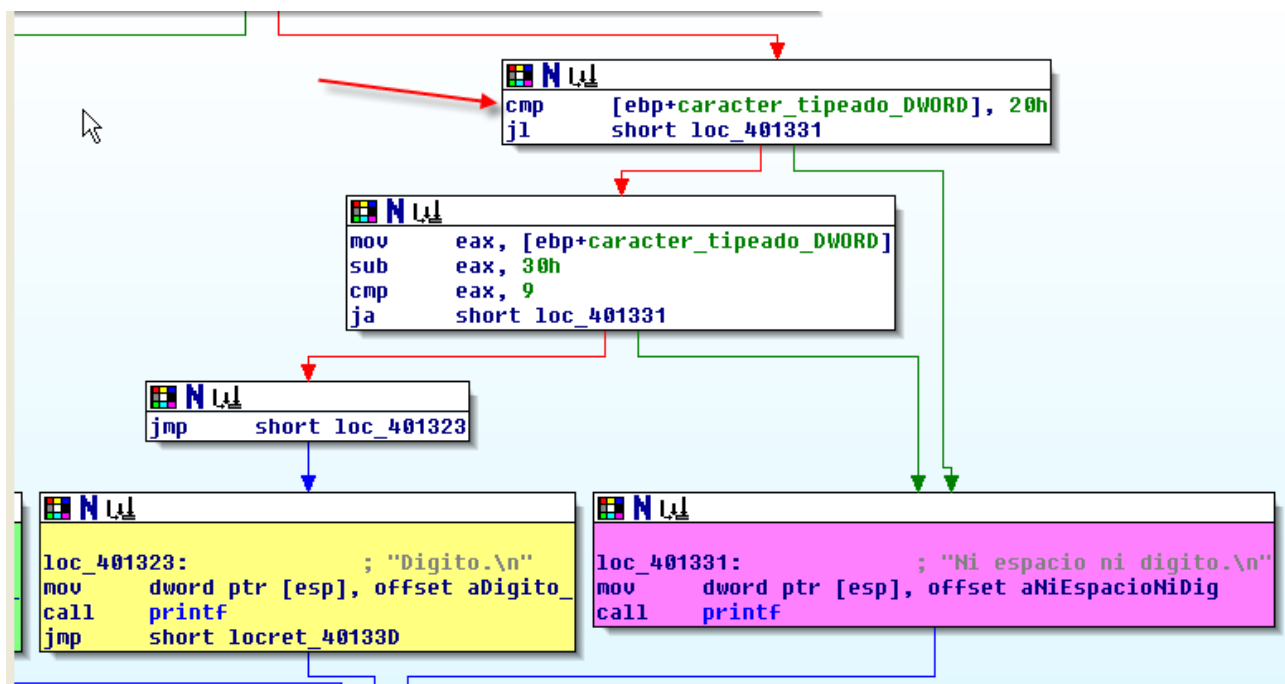 N
cmp [ebp+caracter_tipeado_DWORD], 20h
jl short loc_401331
N
mov eax, [ebp+caracter_tipeado_DWORD]
sub eax, 30h
cmp eax, 9
ja short loc_401331
N
jmp short loc_401323
N
loc_401323: ; "Digito.\n"
mov dword ptr [esp], offset aDigito_
call printf
jmp short locret_40133D
N
loc_401331: ; "Ni espacio ni digito.\n"
mov dword ptr [esp], offset aNiEspacioNiDig
call printf